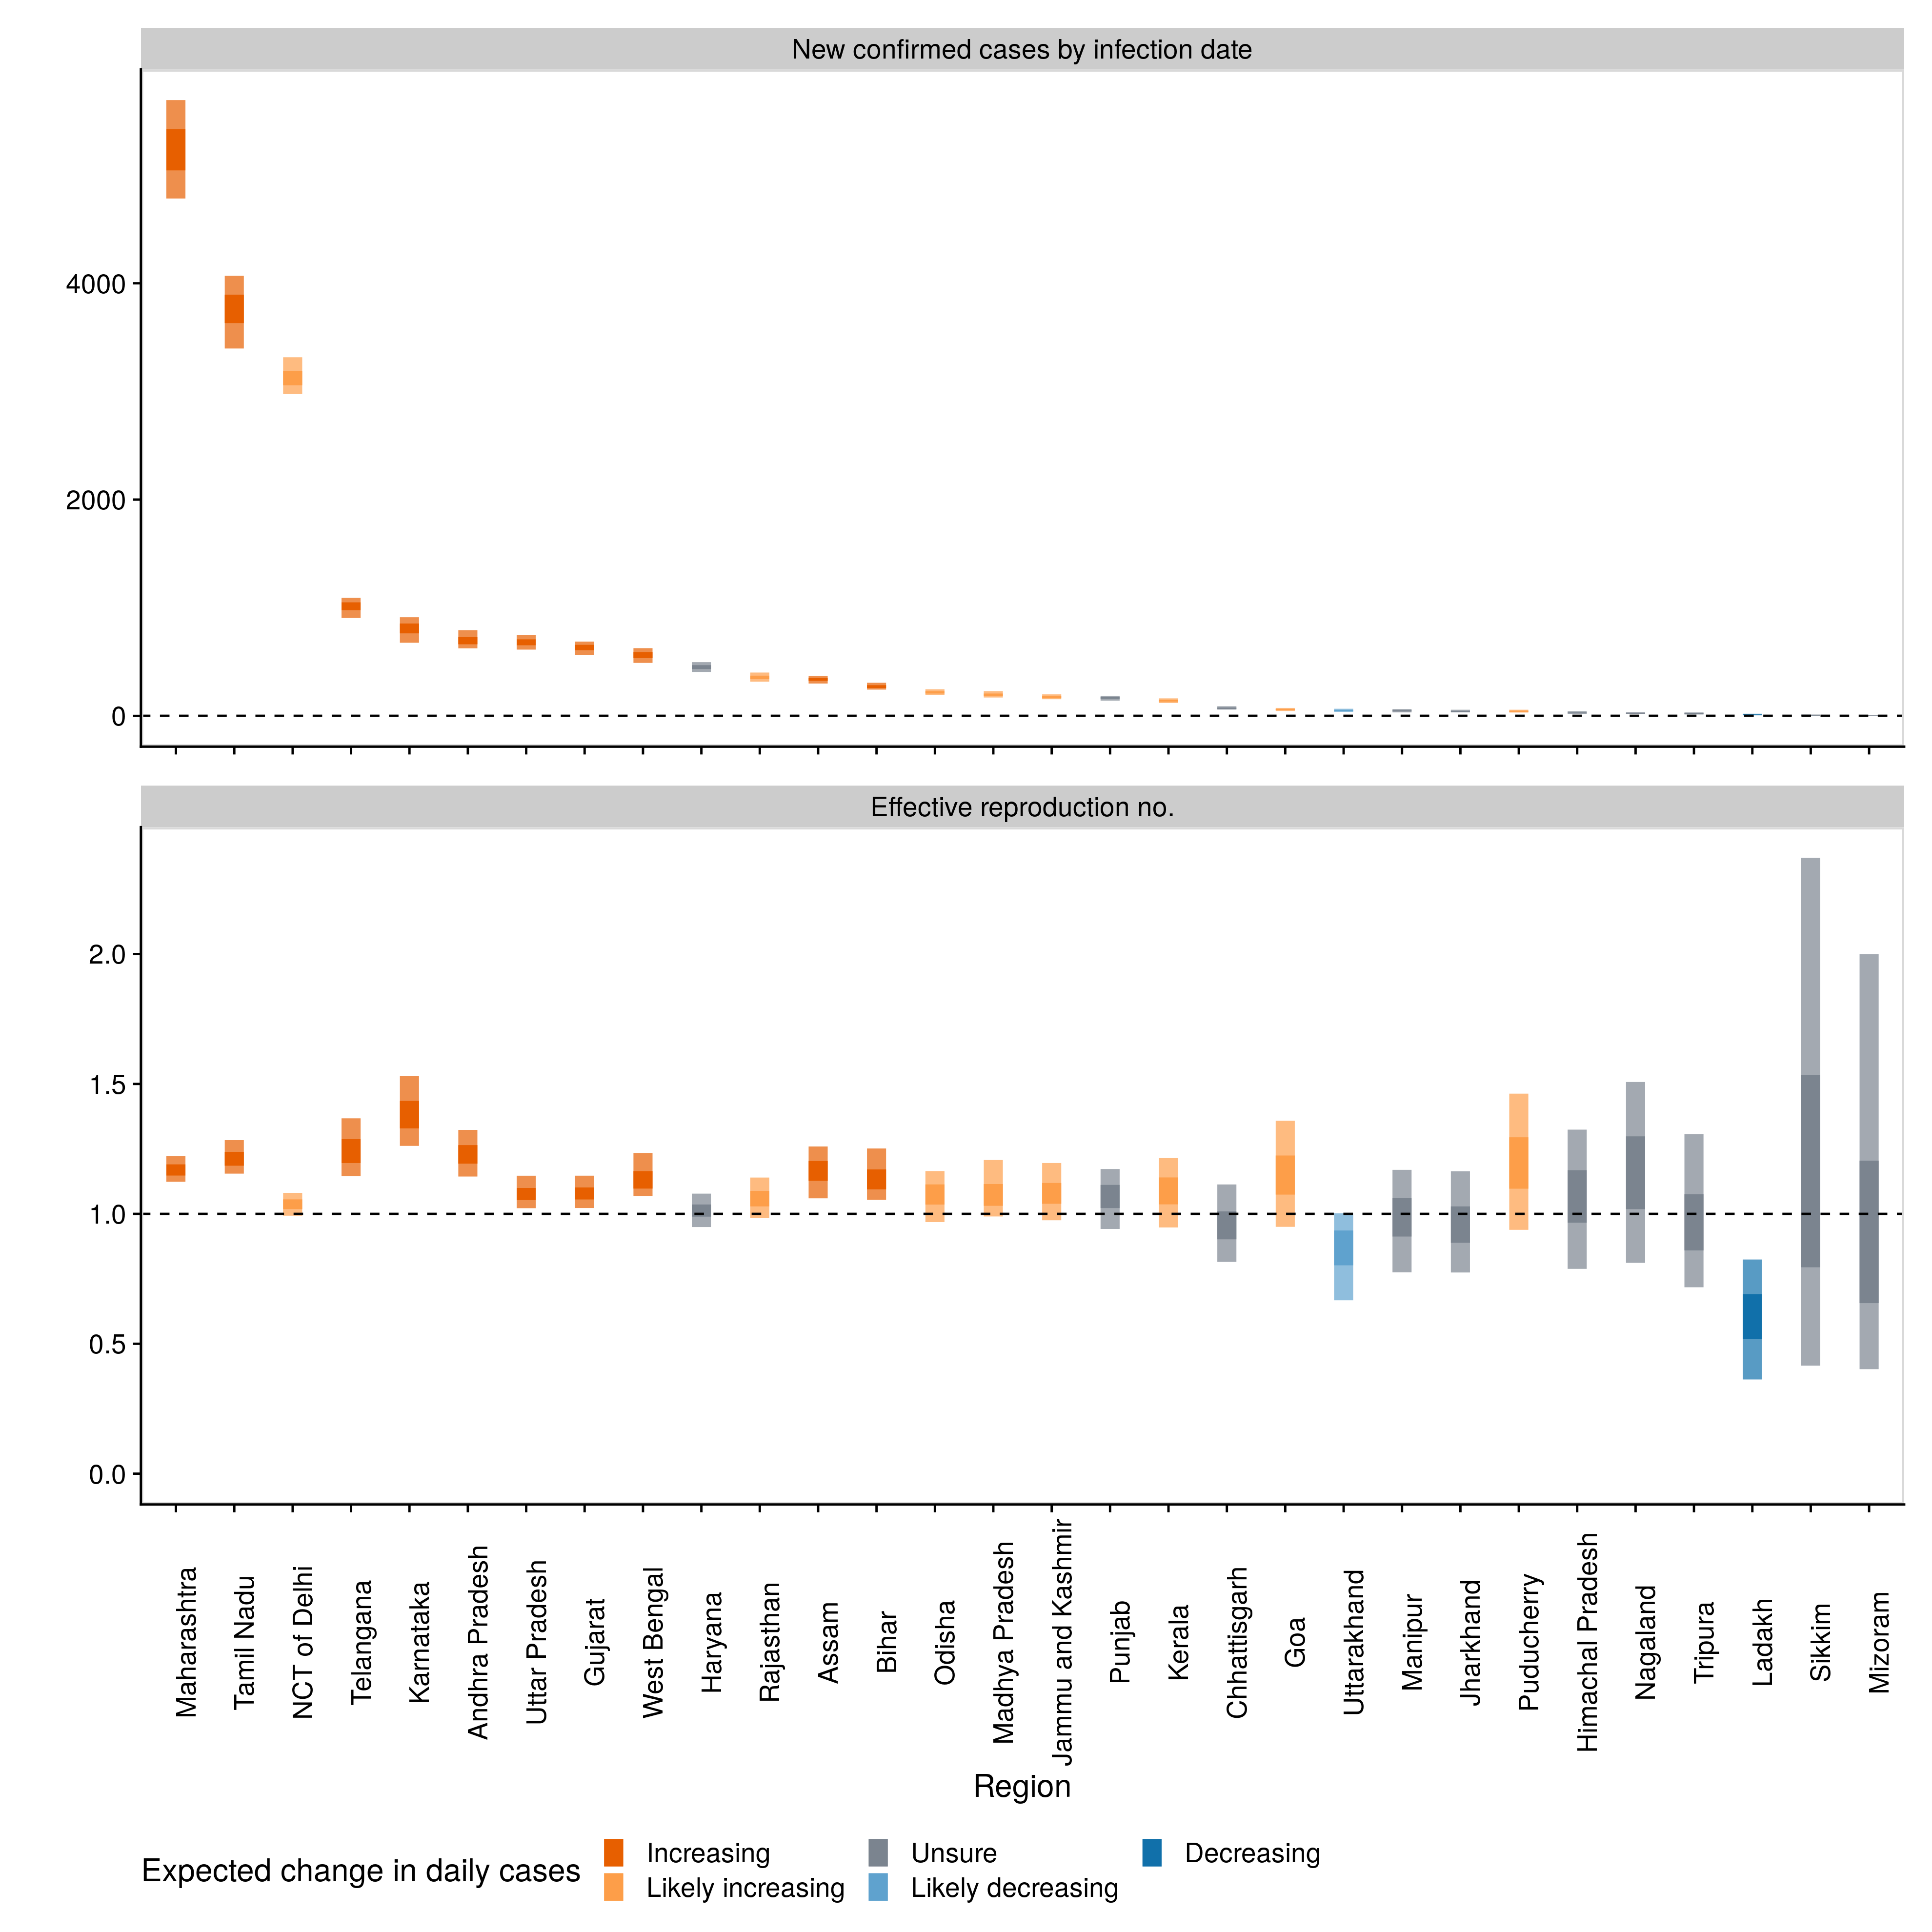 New confirmed cases by infection date
4000
2000
0
Effective reproduction no.
2.0
1.5
1.0
0.5
0.0
Maharashtra
Tamil Nadu
NCT of Delhi
Telangana
Karnataka
Andhra Pradesh
Uttar Pradesh
Gujarat
West Bengal
Haryana
Rajasthan
Assam
Bihar
Odisha
Madhya Pradesh
Jammu and Kashmir
Punjab
Kerala
Chhattisgarh
Goa
Uttarakhand
Manipur
Jharkhand
Puducherry
Himachal Pradesh
Nagaland
Tripura
Ladakh
Sikkim
Mizoram
Region
Expected change in daily cases
Increasing
Likely increasing
Unsure
Likely decreasing
Decreasing